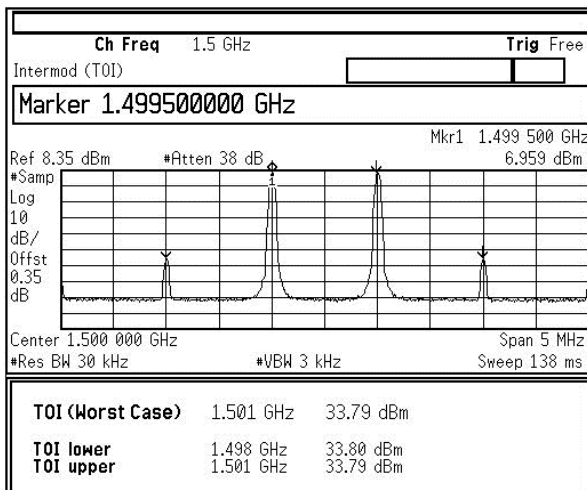 Ch Freq 1.5 GHz Trig Free
Intermod (TOI)
Marker 1.499500000 GHz
Mkr1 1.499 500 GHz
Ref 8.35 dBm #Atten 38 dB 6.959 dBm
#Samp
Log
10
dB/
Offst
0.35
dB
1
Center 1.500 000 GHz Span 5 MHz
#Res BW 30 kHz #VBW 3 kHz Sweep 138 ms
TOI (Worst Case) 1.501 GHz 33.79 dBm
TOI lower 1.498 GHz 33.80 dBm
TOI upper 1.501 GHz 33.79 dBm